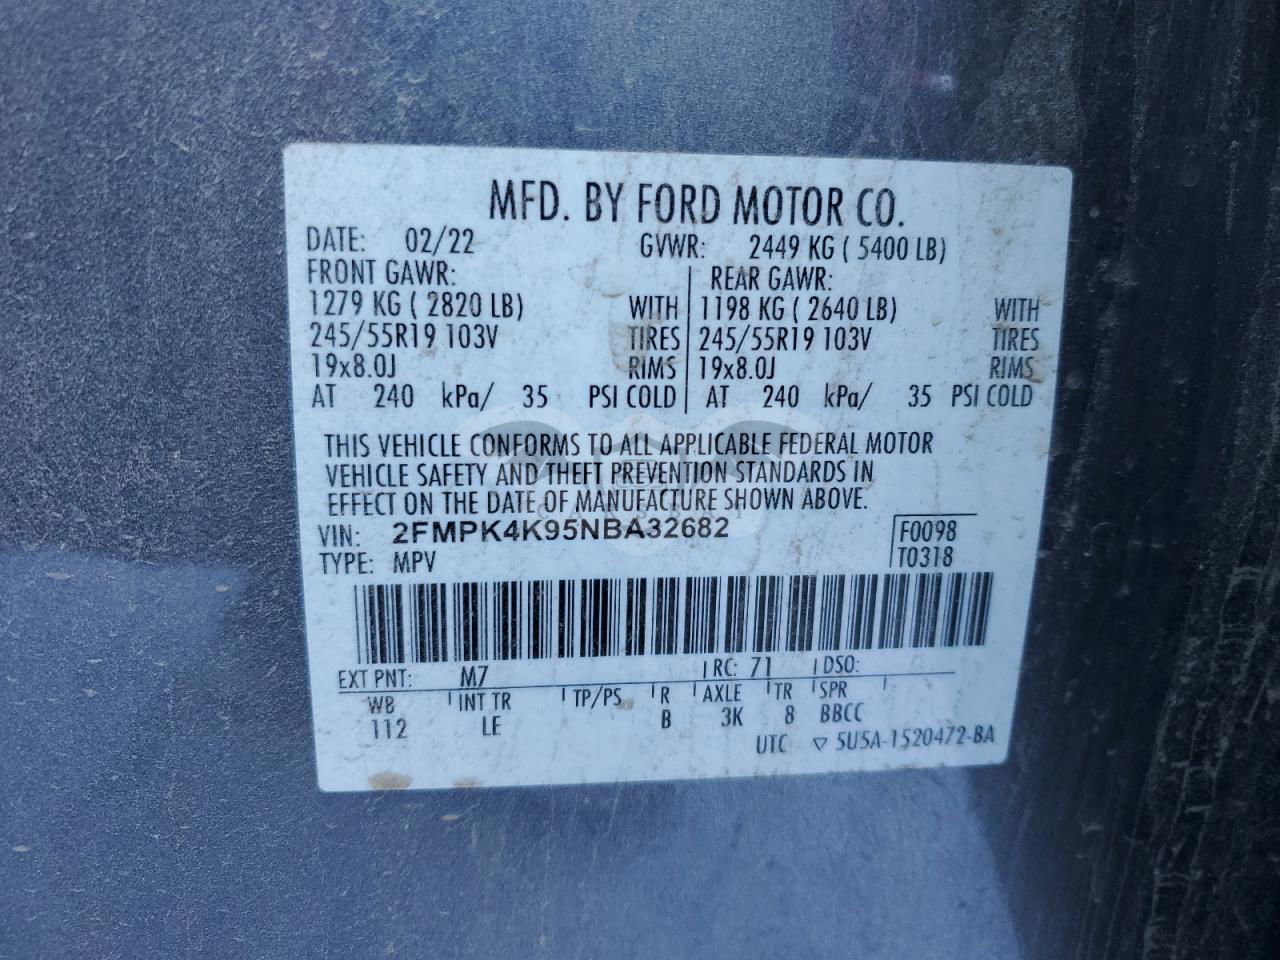 MFD. BY FORD MOTOR CO.
DATE: 02/22 GVWR: 2449 KG ( 5400 LB)
FRONT GAWR: REAR GAWR:
1279 KG ( 2820 LB) WITH 1198 KG ( 2640 LB) WITH
245/55R19 103V TIRES 245/55R19 103V TIRES
19x8.0J RIMS 19x8.0J RIMS
AT 240 kPa/ 35 PSI COLD AT 240 kPa/ 35 PSI COLD
THIS VEHICLE CONFORMS TO ALL APPLICABLE FEDERAL MOTOR
VEHICLE SAFETY AND THEFT PREVENTION STANDARDS IN
EFFECT ON THE DATE OF MANUFACTURE SHOWN ABOVE.
VIN: 2FMPK4K95NBA32682 F0098
TYPE: MPV T0318
EXT PNT: M7 RC: 71 DSO:
WB INT TR TP/PS R AXLE TR SPR
112 LE B 3K 8 BBCC
UTC ▽ 5U5A-1520472-BA